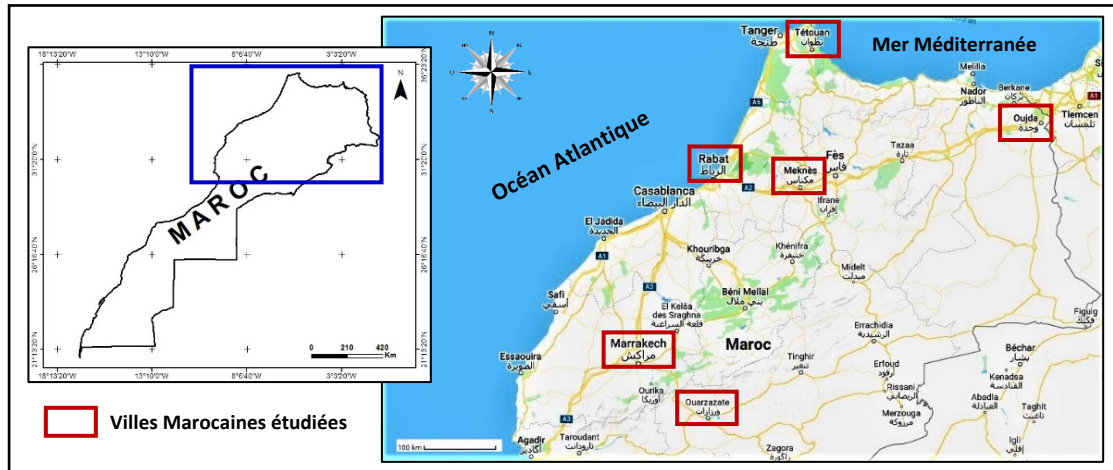 18°13'20"W
13°10'0"W
8°6'40"W
3°3'20"W
36°23'20"N
31°20'0"N
26°16'40"N
21°13'20"N
N
MAROC
0 210 420
Km
Villes Marocaines étudiées
N
E
S
O
Océan Atlantique
Mer Méditerranée
Tanger
طنجة
Tétouan
تطوان
Melilla
Nador
الناظور
Berkane
بركان
A1
Oujda
وجدة
Tlemcen
تلمسان
A5
Rabat
الرباط
Meknès
مكناس
Fès
فاس
Tazaa
تازة
A2
Ifrane
إفران
Casablanca
الدار البيضاء
El Jadida
الجديدة
A1
Khouribga
خريبكة
Khénifra
خنيفرة
Midelt
ميدلت
Safi
آسفي
A3
Béni Mellal
بني ملال
El Kelâa
des Sraghna
قلعة السراغنة
Figuig
فكيك
Marrakech
مراكش
Maroc
Errachidia
الرشيدية
Essaouira
الصويرة
Tinghir
تنغير
Erfoud
أرفود
Béchar
بشار
Kenadsa
القنادسة
Ourika
أوريكا
Ouarzazate
ورزازات
Rissani
الريصاني
Abadla
العبادلة
Taghit
تاغيت
Merzouga
مرزوكة
A3
Agadir
أكادير
Taroudant
تارودانت
Zagora
زاكورة
Igli
إقلي
100 km